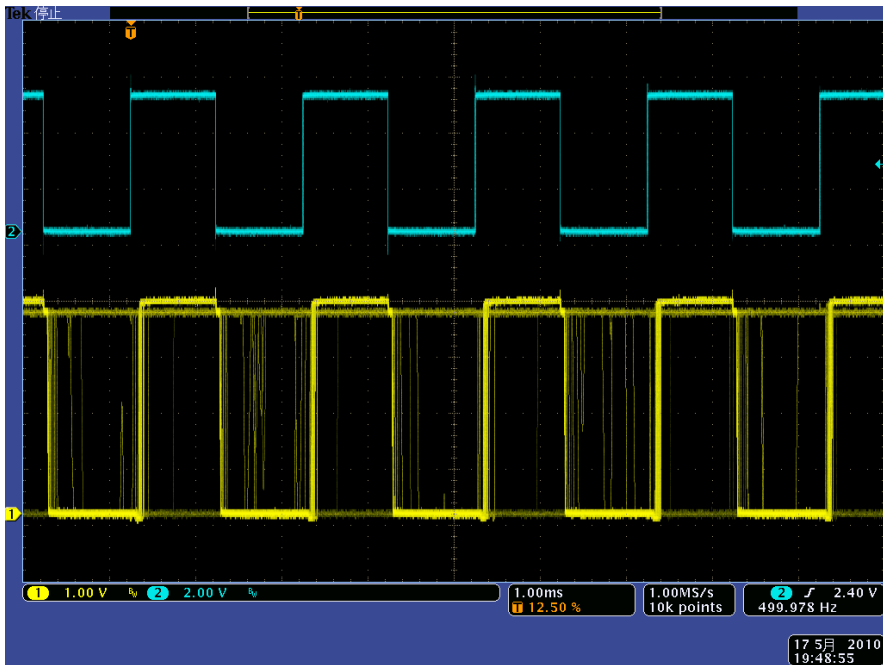 Tek 停止
T
T
2
1
1 1.00 V BW 2 2.00 V BW
1.00ms
T 12.50 %
1.00MS/s
10k points
2 2.40 V
499.978 Hz
17 5月 2010
19:48:55